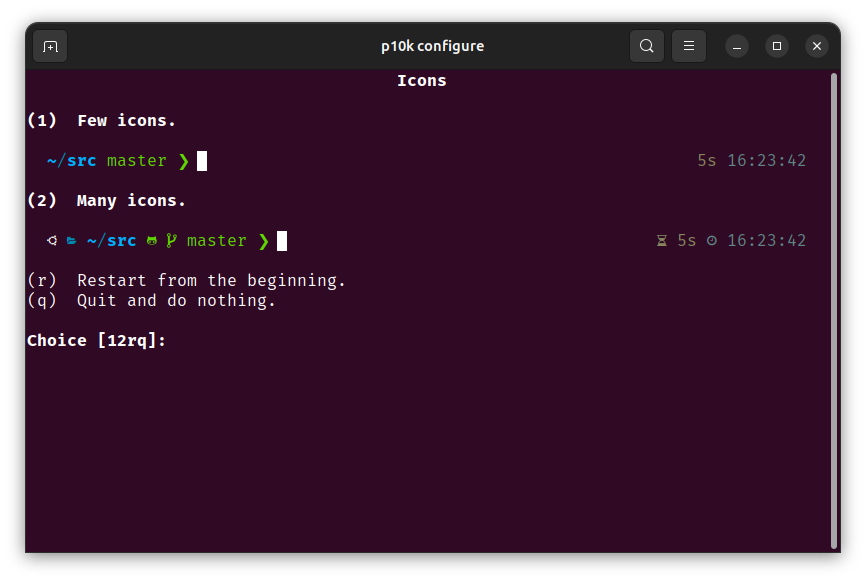 p10k configure
Icons
(1) Few icons.
~/src master ❯ 5s 16:23:42
(2) Many icons.
~/src master ❯ 5s 16:23:42
(r) Restart from the beginning.
(q) Quit and do nothing.
Choice [12rq]: